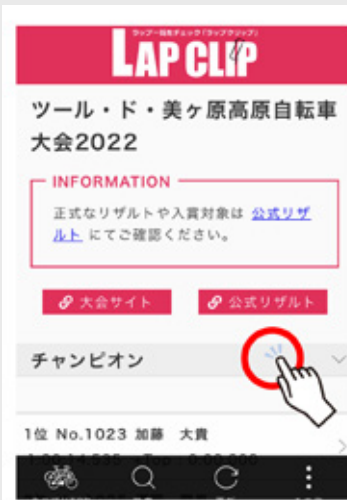 ラップ一括見チェック「ラップクリップ」
LAP CLIP
ツール・ド・美ヶ原高原自転車
大会2022
INFORMATION
正式なリザルトや入賞対象は 公式リザ
ルト にてご確認ください。
大会サイト
公式リザルト
チャンピオン
1位 No.1023 加藤 大貴